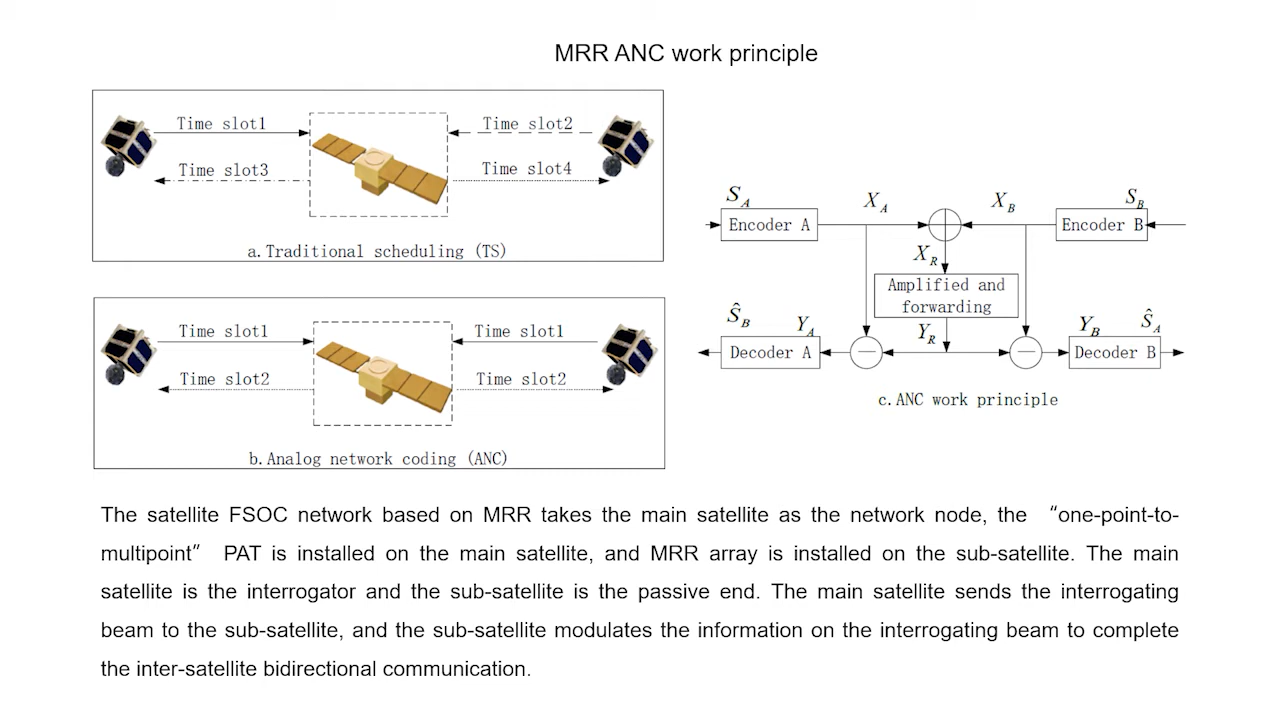 MRR ANC work principle
Time slot1
Time slot2
Time slot3
Time slot4
a.Traditional scheduling (TS)
Time slot1
Time slot1
Time slot2
Time slot2
b.Analog network coding (ANC)
S_A
X_A
X_B
S_B
Encoder A
Encoder B
X_R
Amplified and
forwarding
Ŝ_B
Y_A
Y_R
Y_B
Ŝ_A
Decoder A
Decoder B
c.ANC work principle
The satellite FSOC network based on MRR takes the main satellite as the network node, the “one-point-to-
multipoint” PAT is installed on the main satellite, and MRR array is installed on the sub-satellite. The main
satellite is the interrogator and the sub-satellite is the passive end. The main satellite sends the interrogating
beam to the sub-satellite, and the sub-satellite modulates the information on the interrogating beam to complete
the inter-satellite bidirectional communication.